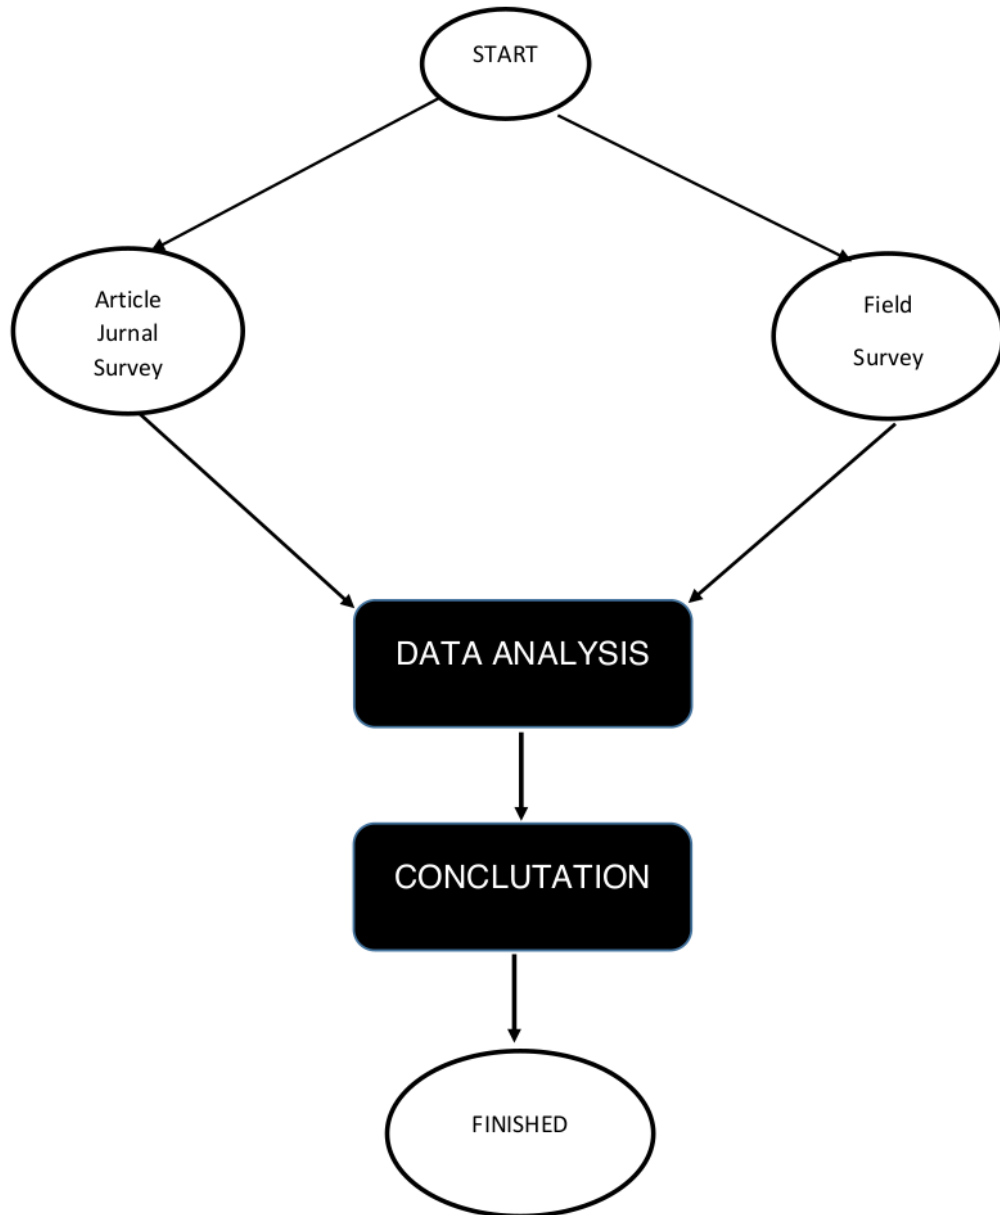 START
Article
Jurnal
Survey
Field
Survey
DATA ANALYSIS
CONCLUTATION
FINISHED